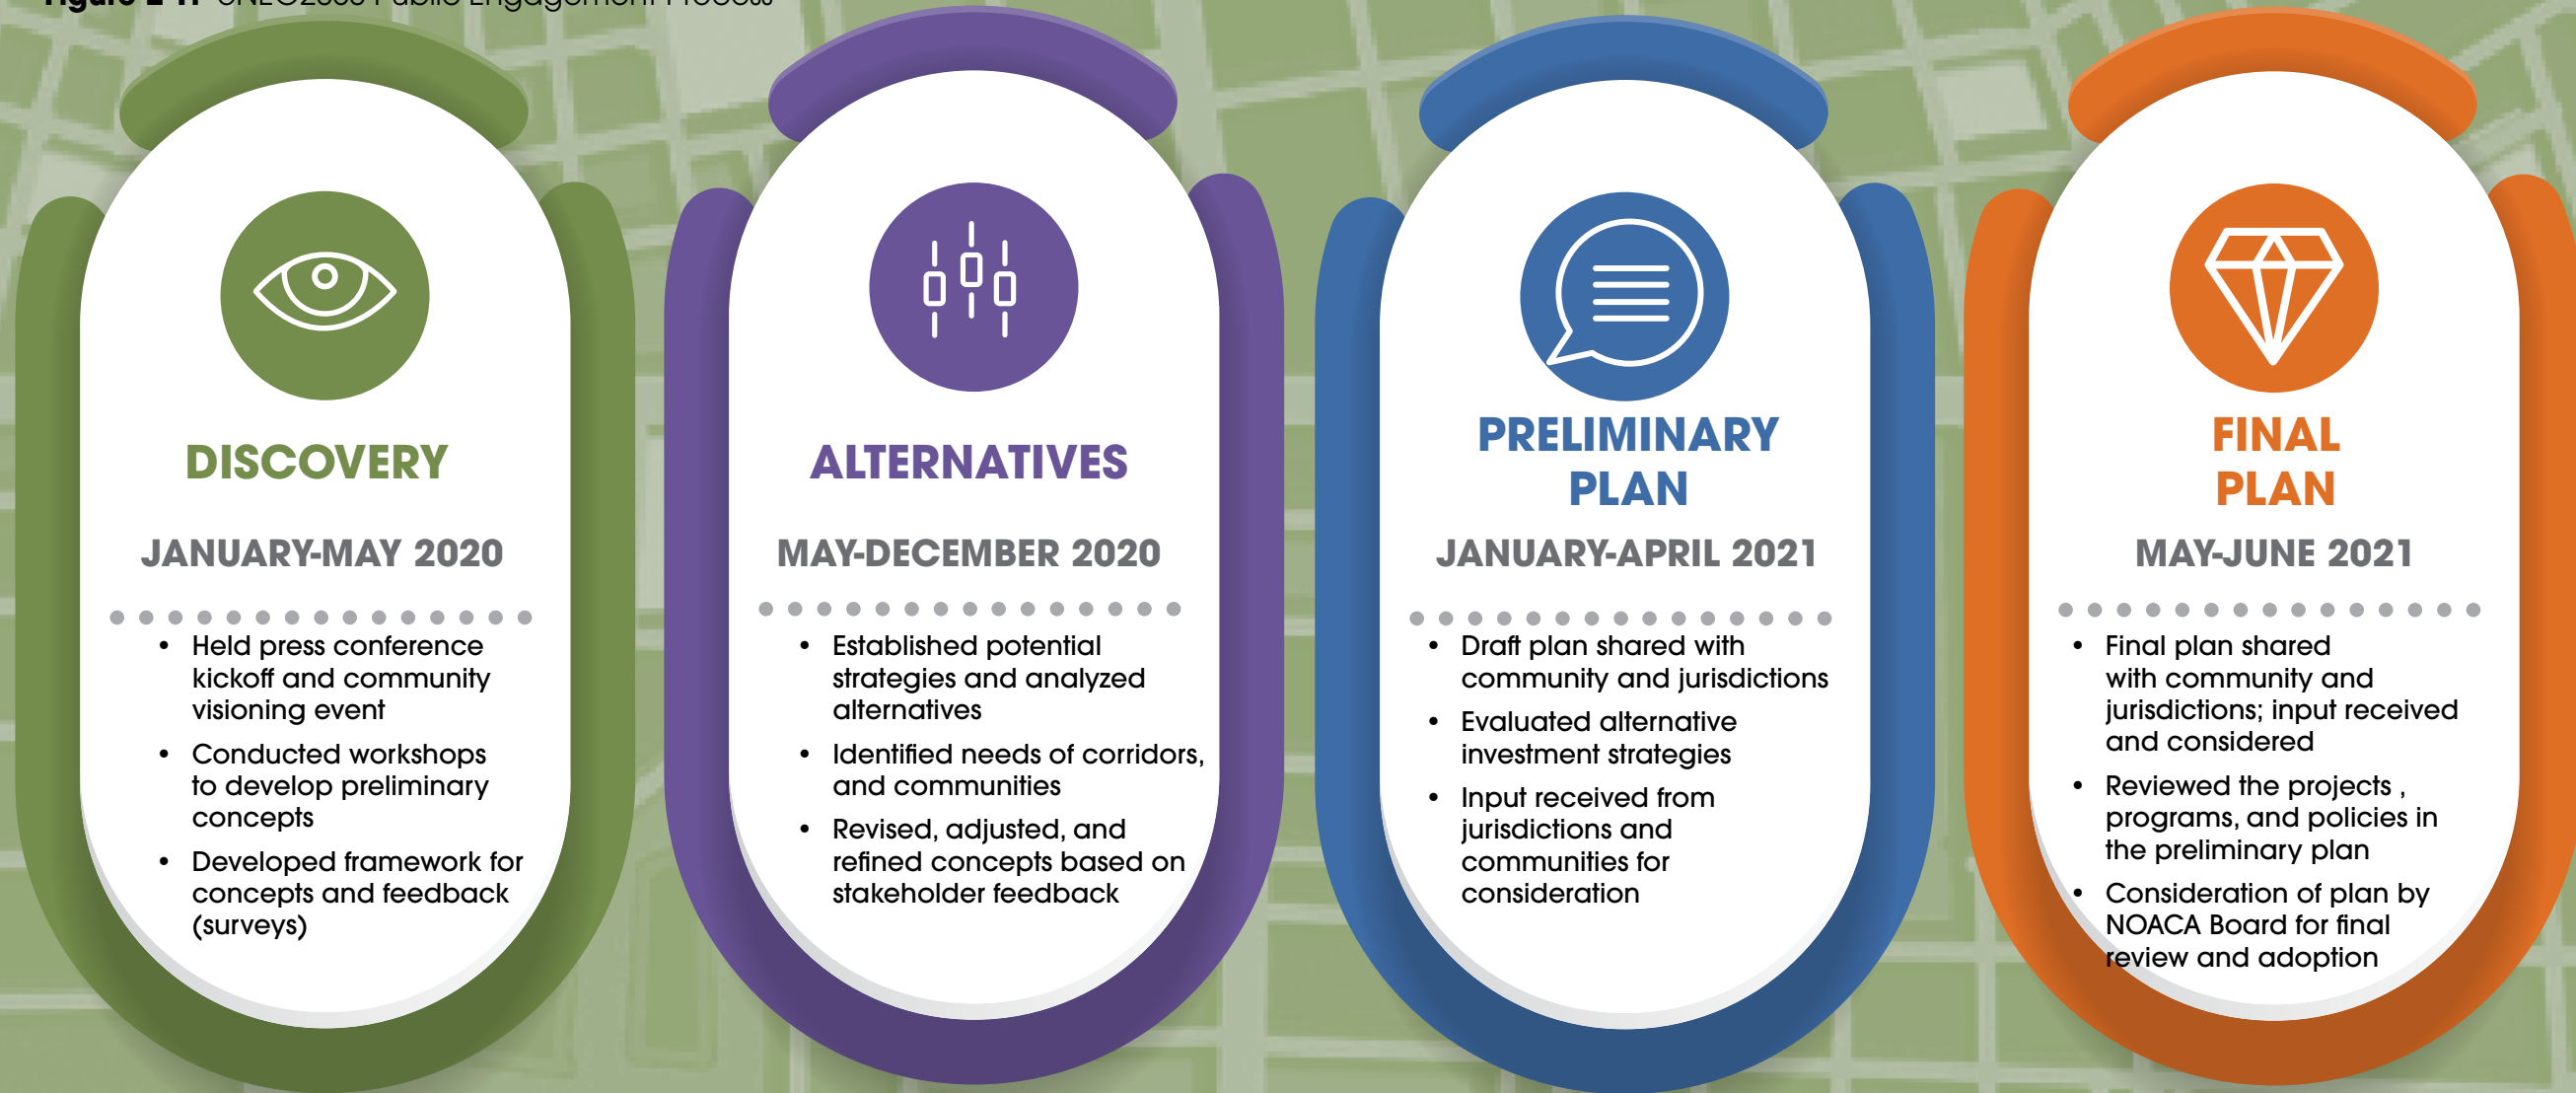 Public Engagement Process
DISCOVERY
JANUARY-MAY 2020
• Held press conference
kickoff and community
visioning event
• Conducted workshops
to develop preliminary
concepts
• Developed framework for
concepts and feedback
(surveys)
ALTERNATIVES
MAY-DECEMBER 2020
• Established potential
strategies and analyzed
alternatives
• Identified needs of corridors,
and communities
• Revised, adjusted, and
refined concepts based on
stakeholder feedback
PRELIMINARY
PLAN
JANUARY-APRIL 2021
• Draft plan shared with
community and jurisdictions
• Evaluated alternative
investment strategies
• Input received from
jurisdictions and
communities for
consideration
FINAL
PLAN
MAY-JUNE 2021
• Final plan shared
with community and
jurisdictions; input received
and considered
• Reviewed the projects ,
programs, and policies in
the preliminary plan
• Consideration of plan by
NOACA Board for final
review and adoption